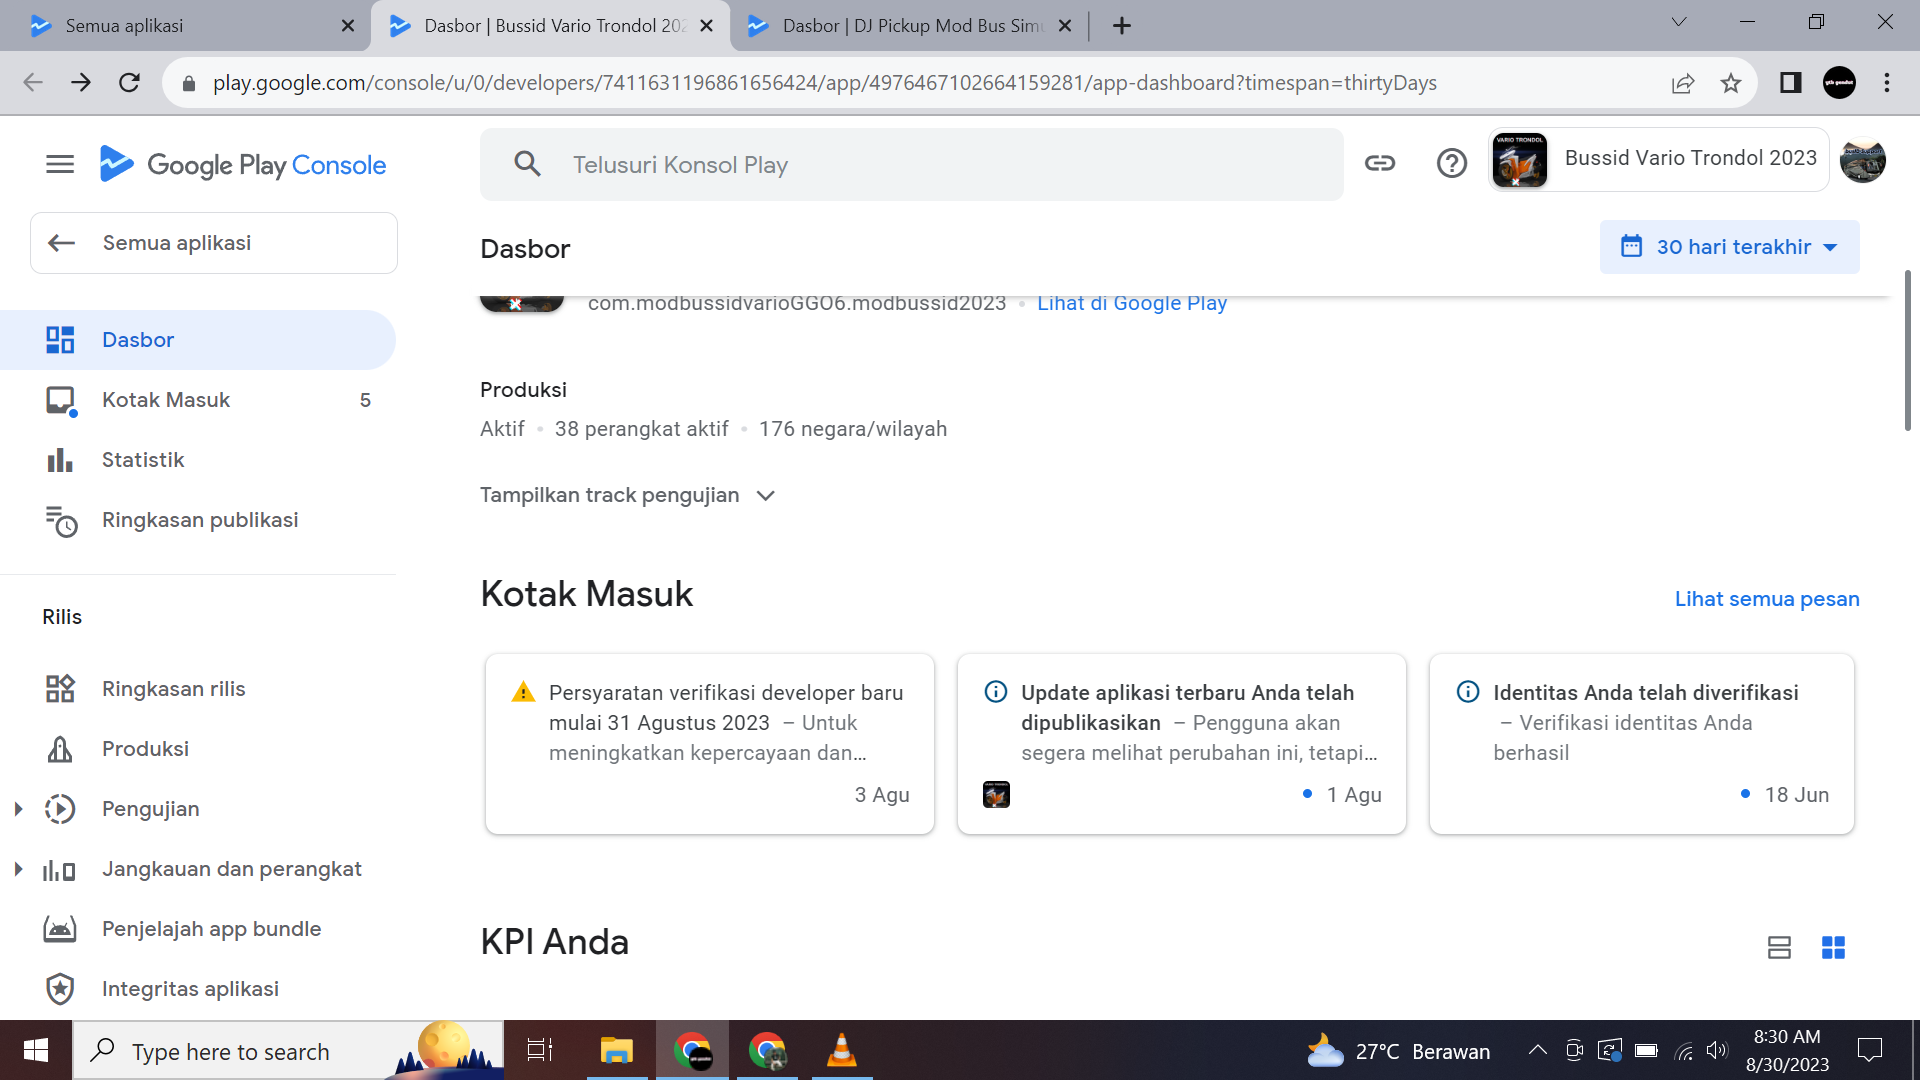 Semua aplikasi
Dasbor | Bussid Vario Trondol 202
Dasbor | DJ Pickup Mod Bus Simu
play.google.com/console/u/0/developers/7411631196861656424/app/4976467102664159281/app-dashboard?timespan=thirtyDays
Google Play Console
Telusuri Konsol Play
VARIO TRONDOL
Bussid Vario Trondol 2023
Semua aplikasi
Dasbor
30 hari terakhir
com.modbussidvarioGGO6.modbussid2023 • Lihat di Google Play
Dasbor
Kotak Masuk 5
Statistik
Ringkasan publikasi
Rilis
Ringkasan rilis
Produksi
Pengujian
Jangkauan dan perangkat
Penjelajah app bundle
Integritas aplikasi
Produksi
Aktif • 38 perangkat aktif • 176 negara/wilayah
Tampilkan track pengujian
Kotak Masuk
Lihat semua pesan
Persyaratan verifikasi developer baru
mulai 31 Agustus 2023 – Untuk
meningkatkan kepercayaan dan...
3 Agu
Update aplikasi terbaru Anda telah
dipublikasikan – Pengguna akan
segera melihat perubahan ini, tetapi...
1 Agu
Identitas Anda telah diverifikasi
– Verifikasi identitas Anda
berhasil
18 Jun
KPI Anda
Type here to search
27°C Berawan
8:30 AM
8/30/2023